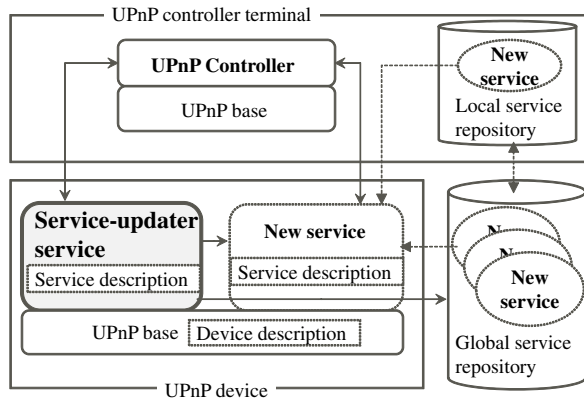 UPnP controller terminal
UPnP Controller
UPnP base
New
service
Local service
repository
Service-updater
service
Service description
New service
Service description
UPnP base
Device description
UPnP device
New
service
Global service
repository